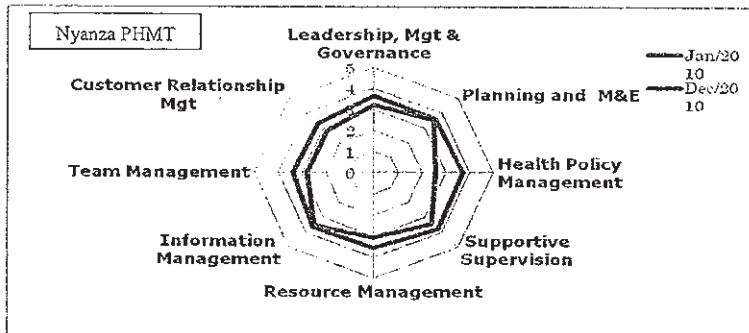 Nyanza PHMT
Leadership, Mgt &
Governance
Jan/20
10
Dec/20
10
Customer Relationship
Mgt
Planning and M&E
Team Management
Health Policy
Management
Information
Management
Supportive
Supervision
Resource Management
5
4
3
2
1
0